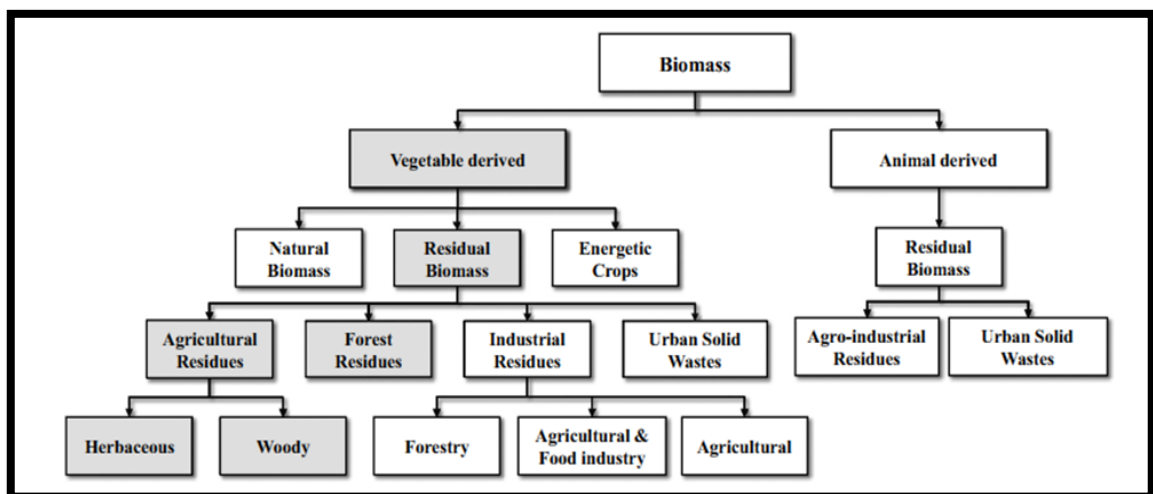 Biomass
Vegetable derived
Animal derived
Natural
Biomass
Residual
Biomass
Energetic
Crops
Residual
Biomass
Agricultural
Residues
Forest
Residues
Industrial
Residues
Urban Solid
Wastes
Agro-industrial
Residues
Urban Solid
Wastes
Herbaceous
Woody
Forestry
Agricultural &
Food industry
Agricultural